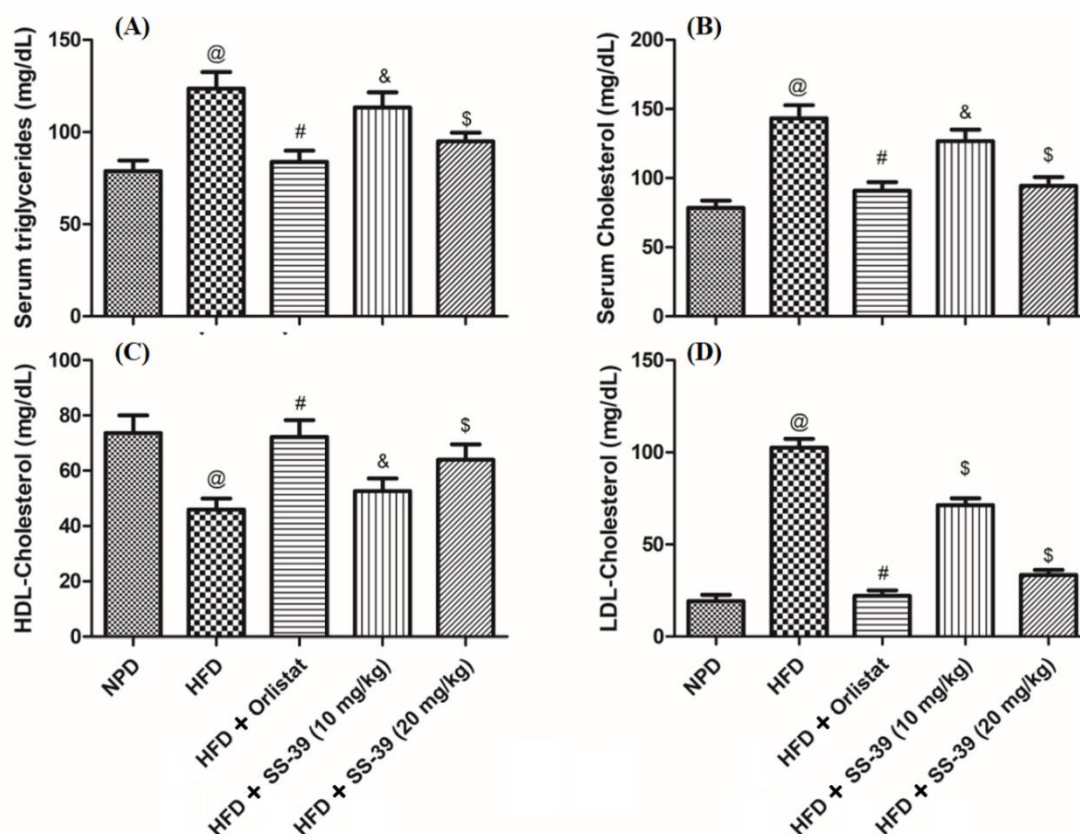 (A)
Serum triglycerides (mg/dL)
150
100
50
0
@
#
&
$
(B)
Serum Cholesterol (mg/dL)
200
150
100
50
0
@
#
&
$
(C)
HDL-Cholesterol (mg/dL)
100
80
60
40
20
0
@
#
&
$
NPD
HFD
HFD + Orlistat
HFD + SS-39 (10 mg/kg)
HFD + SS-39 (20 mg/kg)
(D)
LDL-Cholesterol (mg/dL)
150
100
50
0
@
#
$
$
NPD
HFD
HFD + Orlistat
HFD + SS-39 (10 mg/kg)
HFD + SS-39 (20 mg/kg)